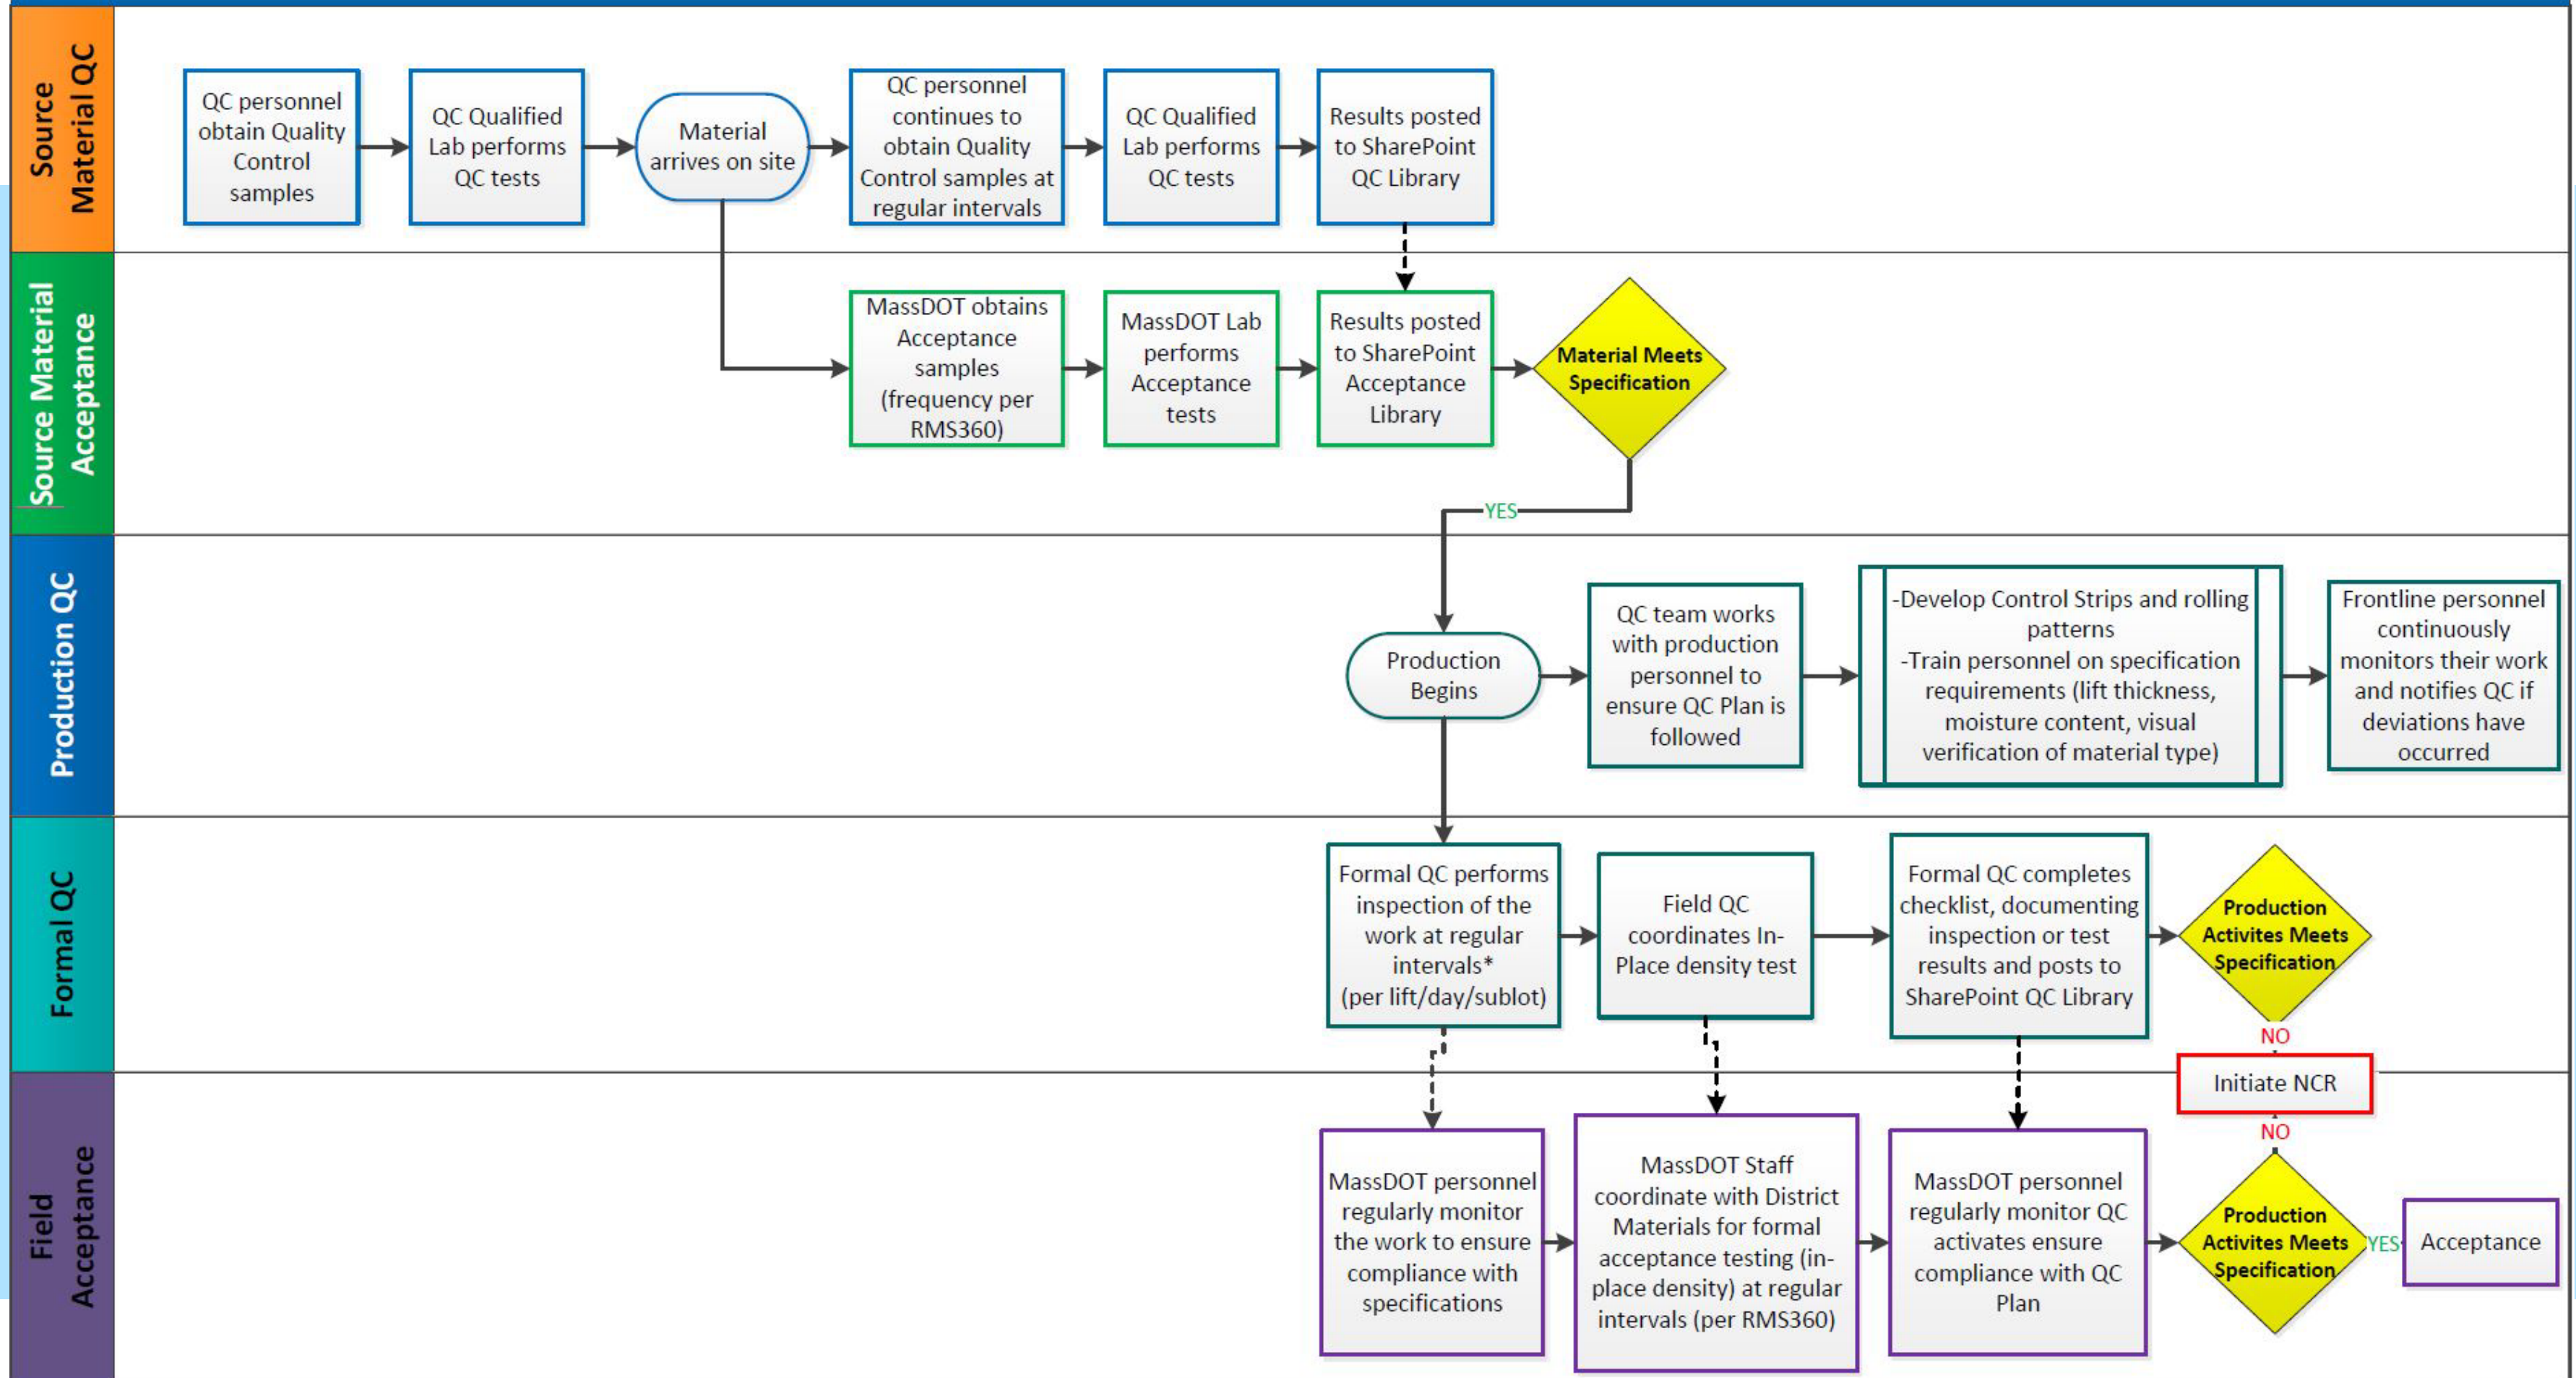 Source
Material QC
QC personnel
obtain Quality
Control
samples
QC Qualified
Lab performs
QC tests
Material
arrives on site
QC personnel
continues to
obtain Quality
Control samples at
regular intervals
QC Qualified
Lab performs
QC tests
Results posted
to SharePoint
QC Library
Source Material
Acceptance
MassDOT obtains
Acceptance
samples
(frequency per
RMS360)
MassDOT Lab
performs
Acceptance
tests
Results posted
to SharePoint
Acceptance
Library
Material Meets
Specification
YES
Production QC
Production
Begins
QC team works
with production
personnel to
ensure QC Plan is
followed
-Develop Control Strips and rolling
patterns
-Train personnel on specification
requirements (lift thickness,
moisture content, visual
verification of material type)
Frontline personnel
continuously
monitors their work
and notifies QC if
deviations have
occurred
Formal QC
Formal QC performs
inspection of the
work at regular
intervals*
(per lift/day/sublot)
Field QC
coordinates In-
Place density test
Formal QC completes
checklist, documenting
inspection or test
results and posts to
SharePoint QC Library
Production
Activites Meets
Specification
NO
Initiate NCR
NO
Field
Acceptance
MassDOT personnel
regularly monitor
the work to ensure
compliance with
specifications
MassDOT Staff
coordinate with District
Materials for formal
acceptance testing (in-
place density) at regular
intervals (per RMS360)
MassDOT personnel
regularly monitor QC
activates ensure
compliance with QC
Plan
Production
Activites Meets
Specification
YES
Acceptance